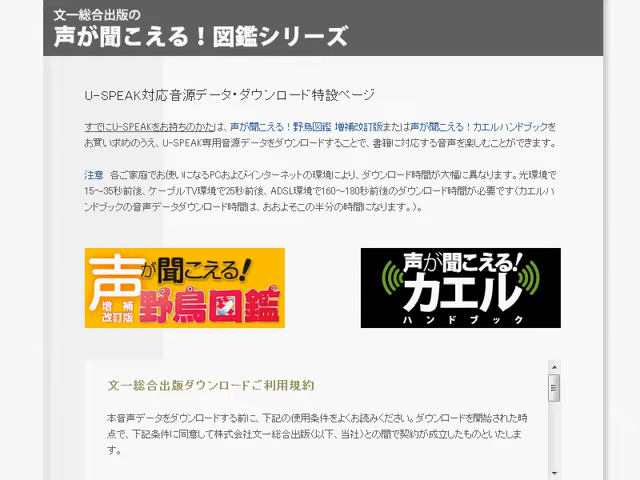 文一総合出版の
声が聞こえる！図鑑シリーズ
U-SPEAK対応音源データ・ダウンロード特設ページ
すでにU-SPEAKをお持ちのかたは、声が聞こえる！野鳥図鑑 増補改訂版または声が聞こえる！カエルハンドブックを
お買い求めのうえ、U-SPEAK専用音源データをダウンロードすることで、書籍に対応する音声を楽しむことができます。
注意 各ご家庭でお使いになるPCおよびインターネットの環境により、ダウンロード時間が大幅に異なります。光環境で
15～35秒前後、ケーブルTV環境で25秒前後、ADSL環境で160～180秒前後のダウンロード時間が必要です（カエルハ
ンドブックの音声データダウンロード時間は、おおよそこの半分の時間になります。）。
声が聞こえる！
増補
改訂版
野鳥図鑑
声が聞こえる！
カエル
ハンドブック
文一総合出版ダウンロードご利用規約
本音声データをダウンロードする前に、下記の使用条件をよくお読みください。ダウンロードを開始された時
点で、下記条件に同意して株式会社文一総合出版（以下、当社）との間で契約が成立したものといたしま
す。